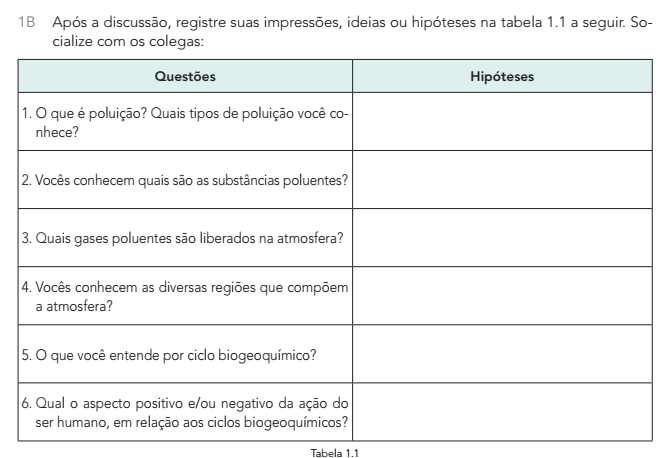 1B Após a discussão, registre suas impressões, ideias ou hipóteses na tabela 1.1 a seguir. So-
cialize com os colegas:
Questões Hipóteses
1. O que é poluição? Quais tipos de poluição você co-
nhece?
2. Vocês conhecem quais são as substâncias poluentes?
3. Quais gases poluentes são liberados na atmosfera?
4. Vocês conhecem as diversas regiões que compõem
a atmosfera?
5. O que você entende por ciclo biogeoquímico?
6. Qual o aspecto positivo e/ou negativo da ação do
ser humano, em relação aos ciclos biogeoquímicos?
Tabela 1.1